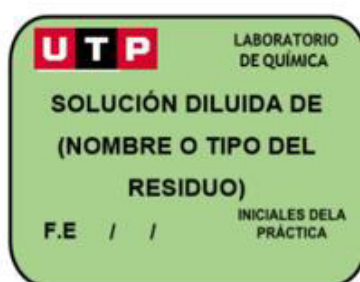 UTP
LABORATORIO
DE QUÍMICA
SOLUCIÓN DILUIDA DE
(NOMBRE O TIPO DEL
RESIDUO)
F.E / /
INICIALES DELA
PRÁCTICA